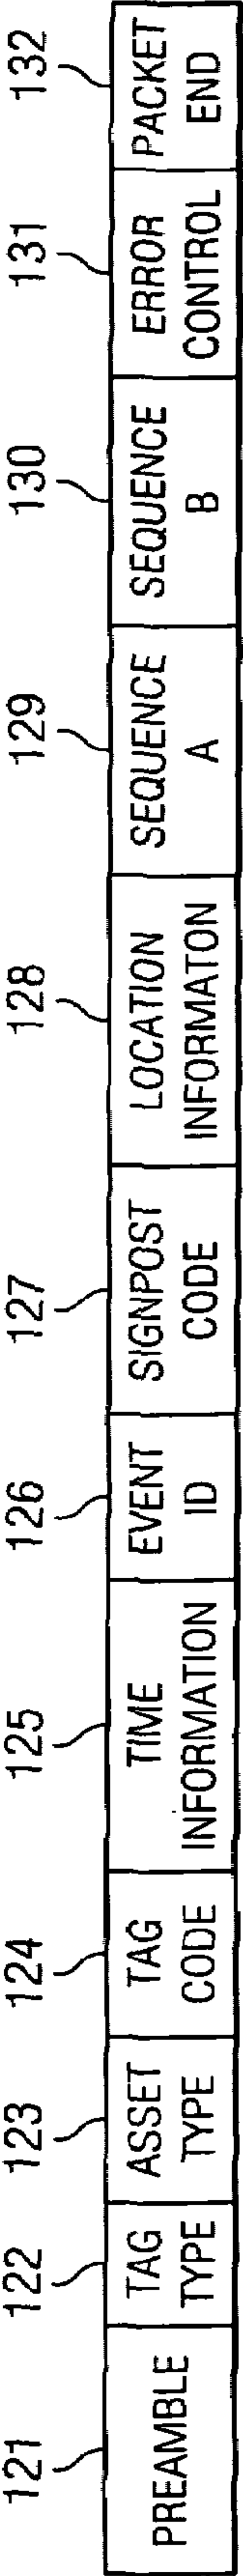 121 122 123 124 125 126 127 128 129 130 131 132
PREAMBLE
TAG
TYPE
ASSET
TYPE
TAG
CODE
TIME
INFORMATION
EVENT
ID
SIGNPOST
CODE
LOCATION
INFORMATON
SEQUENCE
A
SEQUENCE
B
ERROR
CONTROL
PACKET
END